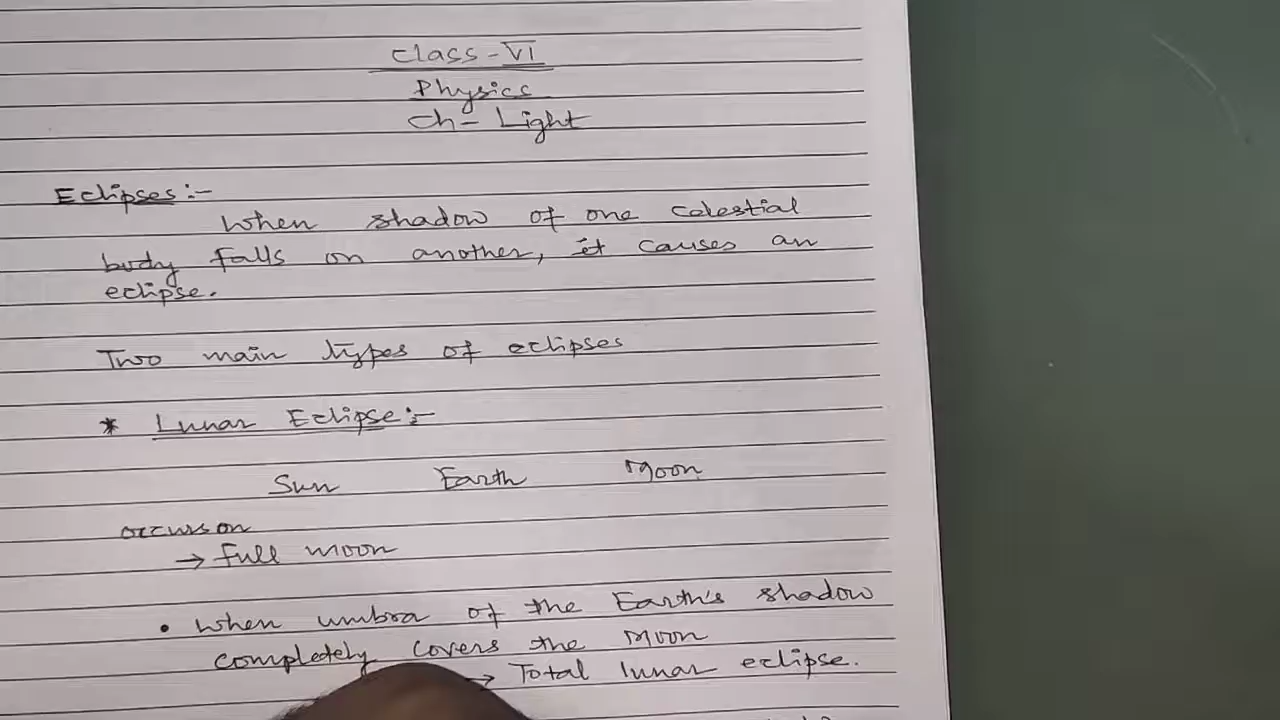 Class - VI
Physics
Ch - Light
Eclipses :-
When shadow of one celestial
body falls on another, it causes an
eclipse.
Two main types of eclipses
* Lunar Eclipse :-
Sun Earth Moon
occurs on
→ full moon
• When umbra of the Earth's shadow
completely covers the Moon
→ Total lunar eclipse.